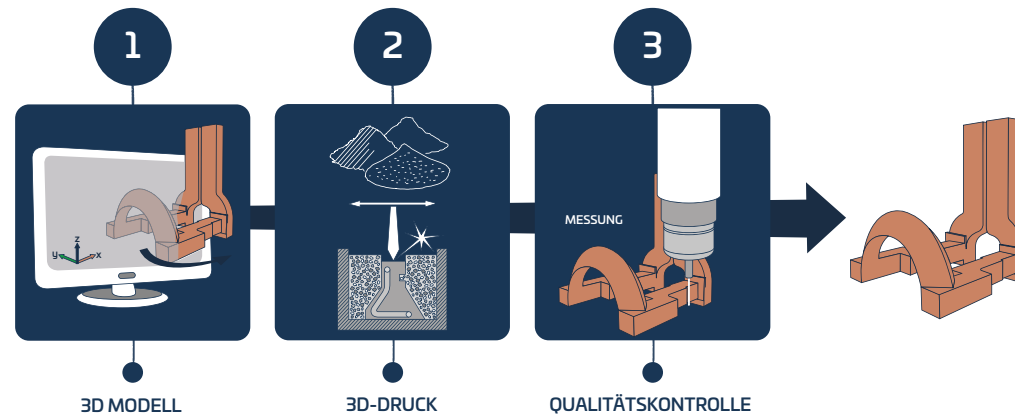 1
2
3
MESSUNG
z
y
x
3D MODELL
3D-DRUCK
QUALITÄTSKONTROLLE